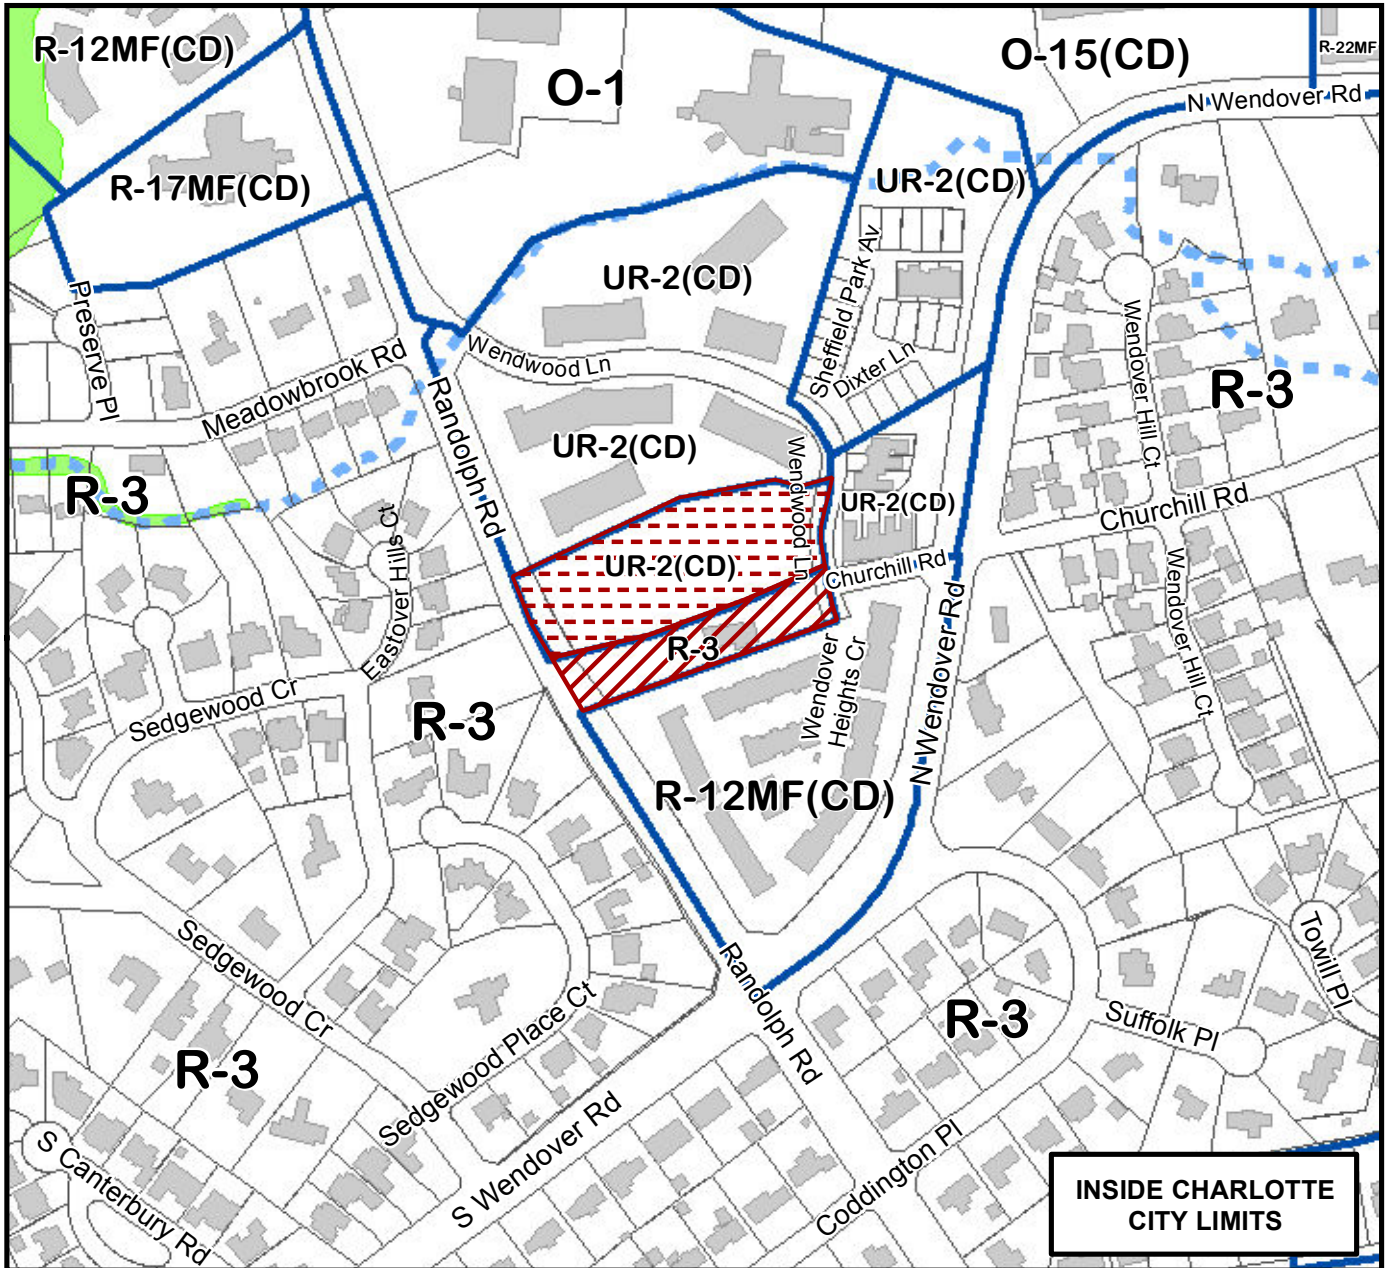 R-12MF(CD)
O-1
O-15(CD)
R-22MF
N Wendover Rd
R-17MF(CD)
UR-2(CD)
UR-2(CD)
Sheffield Park Av
Preserve Pl
Wendwood Ln
Dixter Ln
Wendover Hill Ct
R-3
Meadowbrook Rd
Randolph Rd
UR-2(CD)
Wendwood Ln
UR-2(CD)
Churchill Rd
R-3
Eastover Hills Ct
UR-2(CD)
Churchill Rd
Wendover Hill Ct
R-3
Wendover
Heights Cr
N Wendover Rd
Sedgewood Cr
R-3
R-12MF(CD)
Sedgewood Cr
Randolph Rd
Towill Pl
Sedgewood Place Ct
R-3
Suffolk Pl
R-3
S Wendover Rd
Coddington Pl
S Canterbury Rd
INSIDE CHARLOTTE
CITY LIMITS